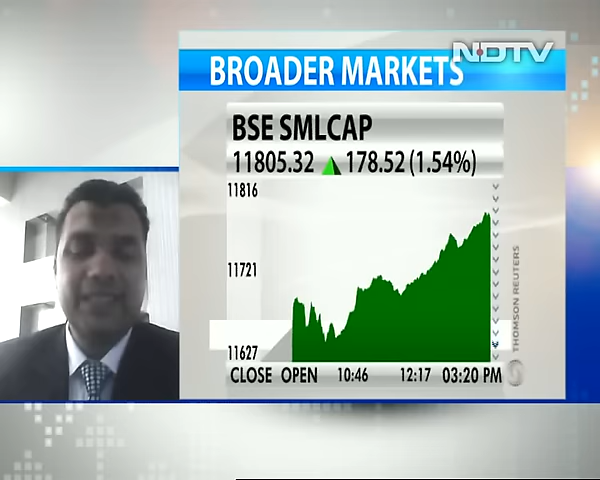 NDTV
BROADER MARKETS
BSE SMLCAP
11805.32 178.52 (1.54%)
11816
11721
11627
CLOSE OPEN 10:46 12:17 03:20 PM
THOMSON REUTERS